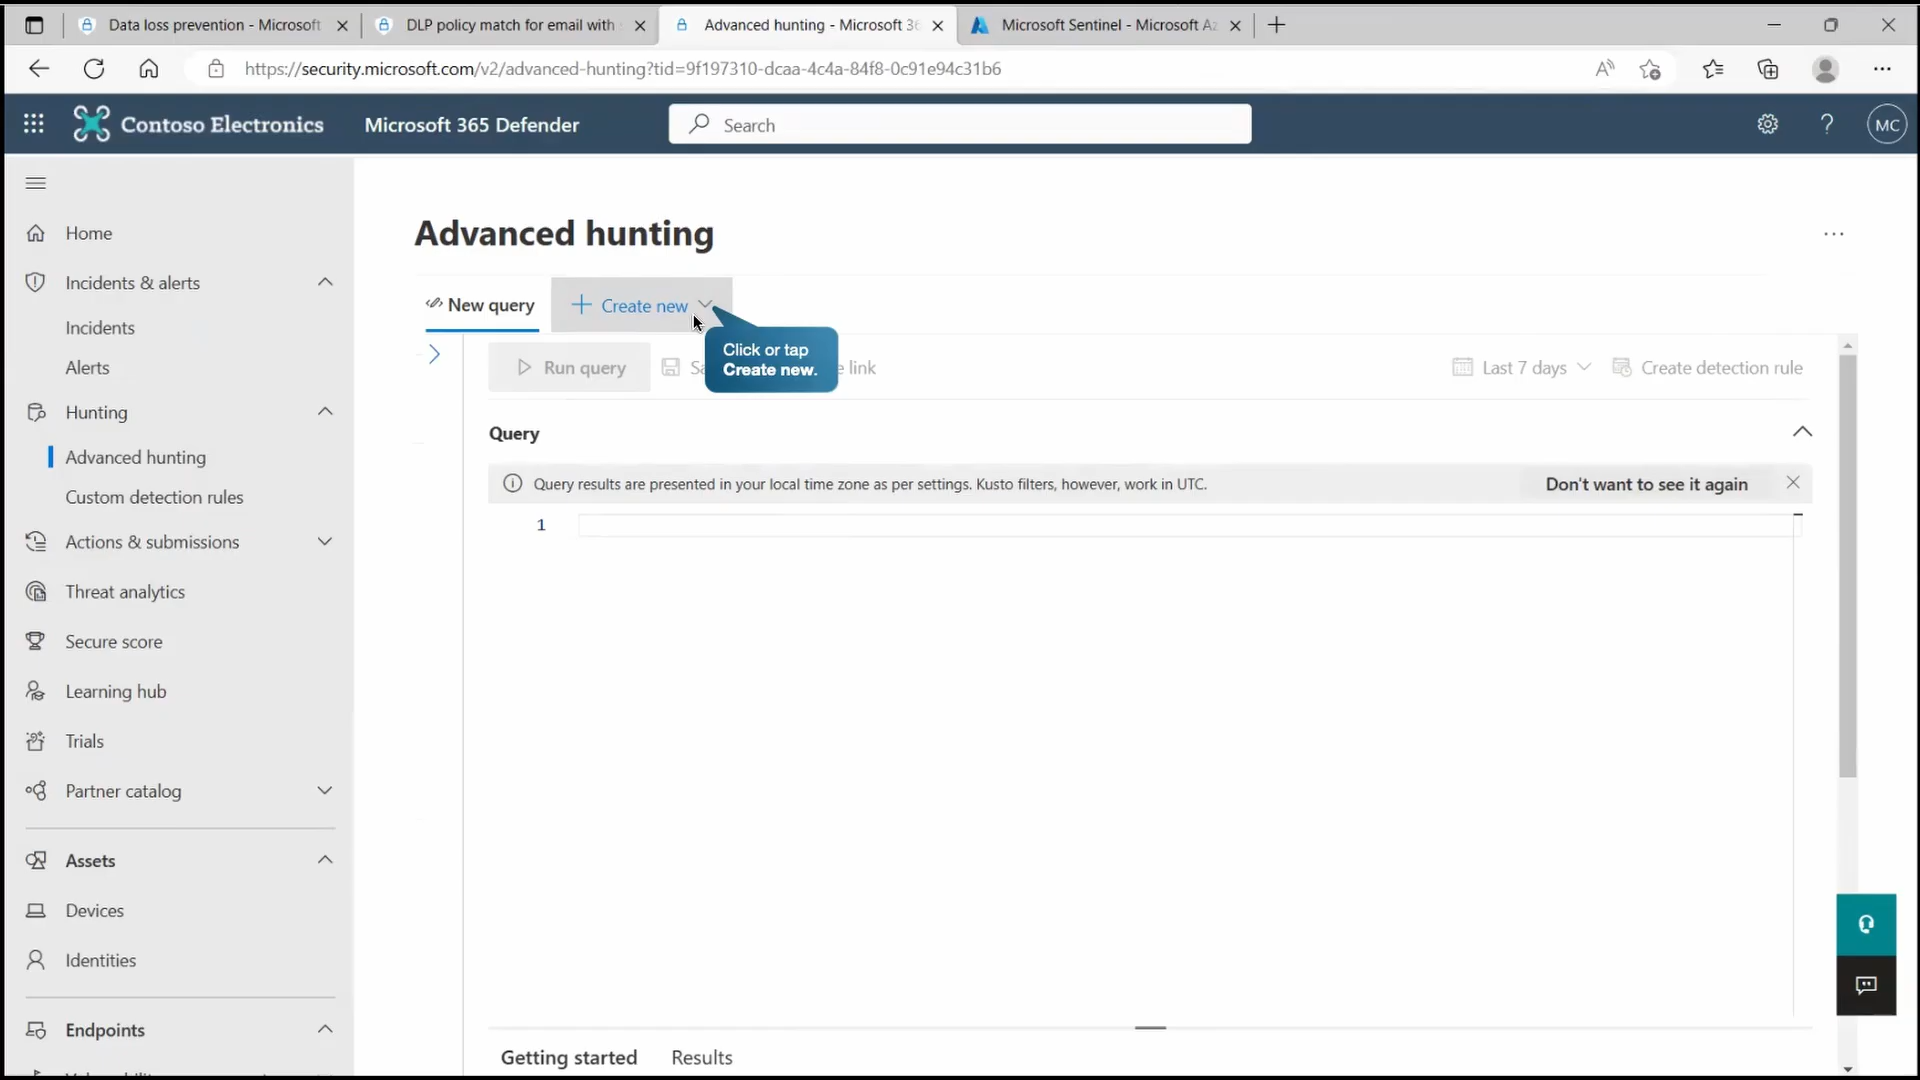 Data loss prevention - Microsoft
DLP policy match for email with
Advanced hunting - Microsoft 36
Microsoft Sentinel - Microsoft Az
https://security.microsoft.com/v2/advanced-hunting?tid=9f197310-dcaa-4c4a-84f8-0c91e94c31b6
Contoso Electronics
Microsoft 365 Defender
Search
MC
Home
Incidents & alerts
Incidents
Alerts
Hunting
Advanced hunting
Custom detection rules
Actions & submissions
Threat analytics
Secure score
Learning hub
Trials
Partner catalog
Assets
Devices
Identities
Endpoints
Advanced hunting
New query
Create new
Click or tap
Create new.
Run query
link
Last 7 days
Create detection rule
Query
Query results are presented in your local time zone as per settings. Kusto filters, however, work in UTC.
Don't want to see it again
1
Getting started
Results